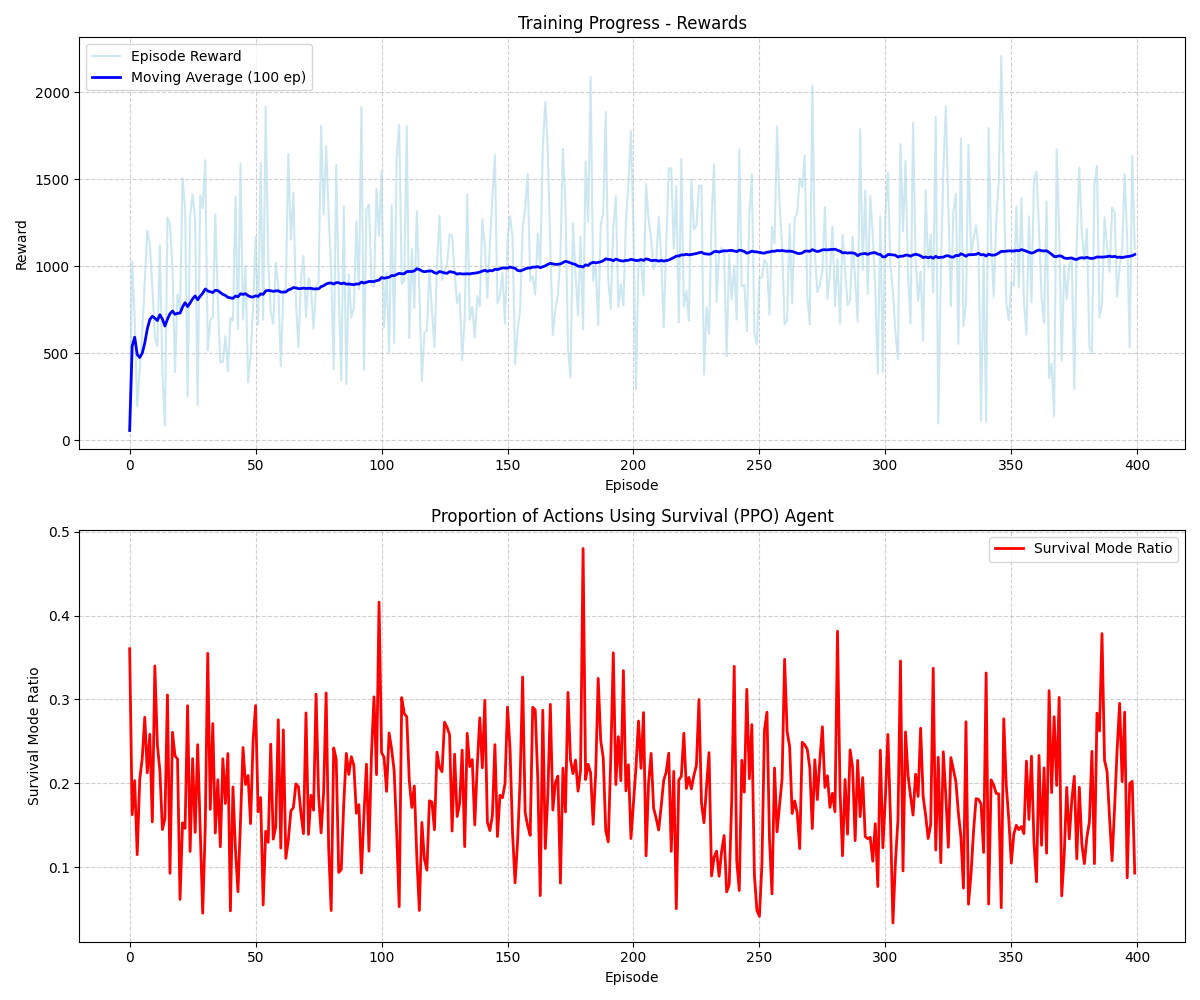 Training Progress - Rewards
Episode Reward
Moving Average (100 ep)
2000
1500
1000
500
0
Reward
0 50 100 150 200 250 300 350 400
Episode
Proportion of Actions Using Survival (PPO) Agent
Survival Mode Ratio
0.5
0.4
0.3
0.2
0.1
Survival Mode Ratio
0 50 100 150 200 250 300 350 400
Episode